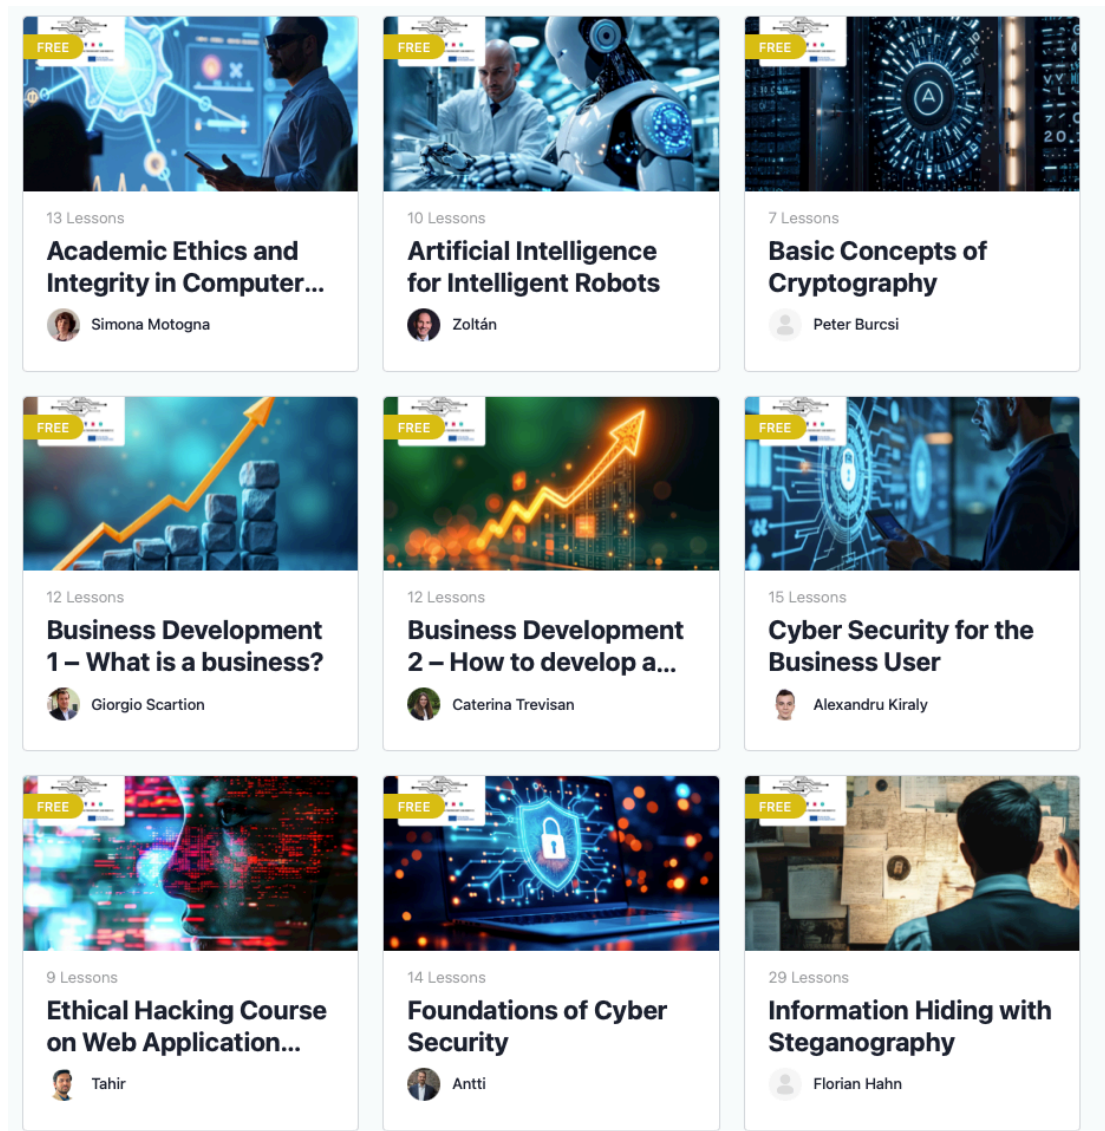 FREE
13 Lessons
Academic Ethics and
Integrity in Computer...
Simona Motogna
FREE
10 Lessons
Artificial Intelligence
for Intelligent Robots
Zoltán
FREE
7 Lessons
Basic Concepts of
Cryptography
Peter Burcsi
FREE
12 Lessons
Business Development
1 – What is a business?
Giorgio Scartion
FREE
12 Lessons
Business Development
2 – How to develop a...
Caterina Trevisan
FREE
15 Lessons
Cyber Security for the
Business User
Alexandru Kiraly
FREE
9 Lessons
Ethical Hacking Course
on Web Application...
Tahir
FREE
14 Lessons
Foundations of Cyber
Security
Antti
FREE
29 Lessons
Information Hiding with
Steganography
Florian Hahn